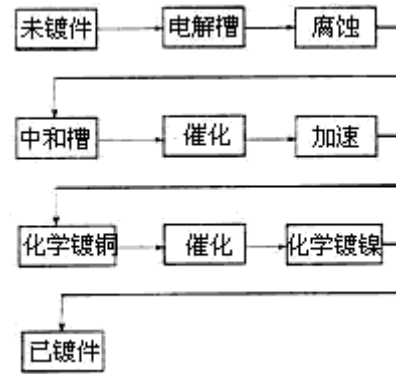 未镀件 电解槽 腐蚀
中和槽 催化 加速
化学镀铜 催化 化学镀镍
已镀件